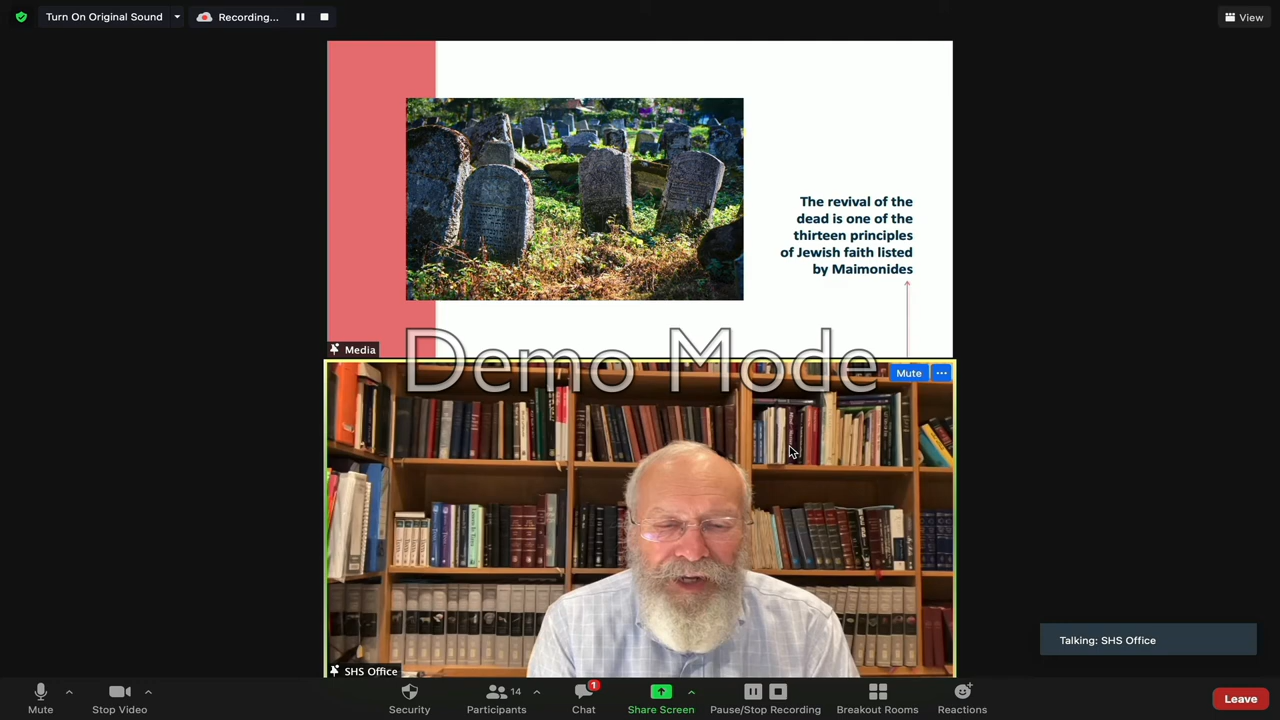 Turn On Original Sound
Recording...
View
The revival of the
dead is one of the
thirteen principles
of Jewish faith listed
by Maimonides
Media
Demo Mode
Mute
...
Talking: SHS Office
SHS Office
Mute
Stop Video
Security
14
Participants
1
Chat
Share Screen
Pause/Stop Recording
Breakout Rooms
Reactions
Leave